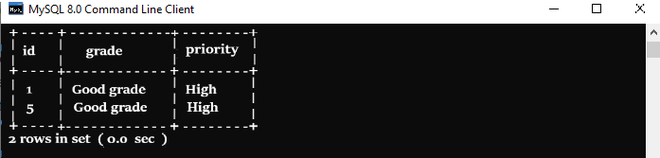 MySQL 8.0 Command Line Client
id grade priority
1 Good grade High
5 Good grade High
2 rows in set ( 0.0 sec )